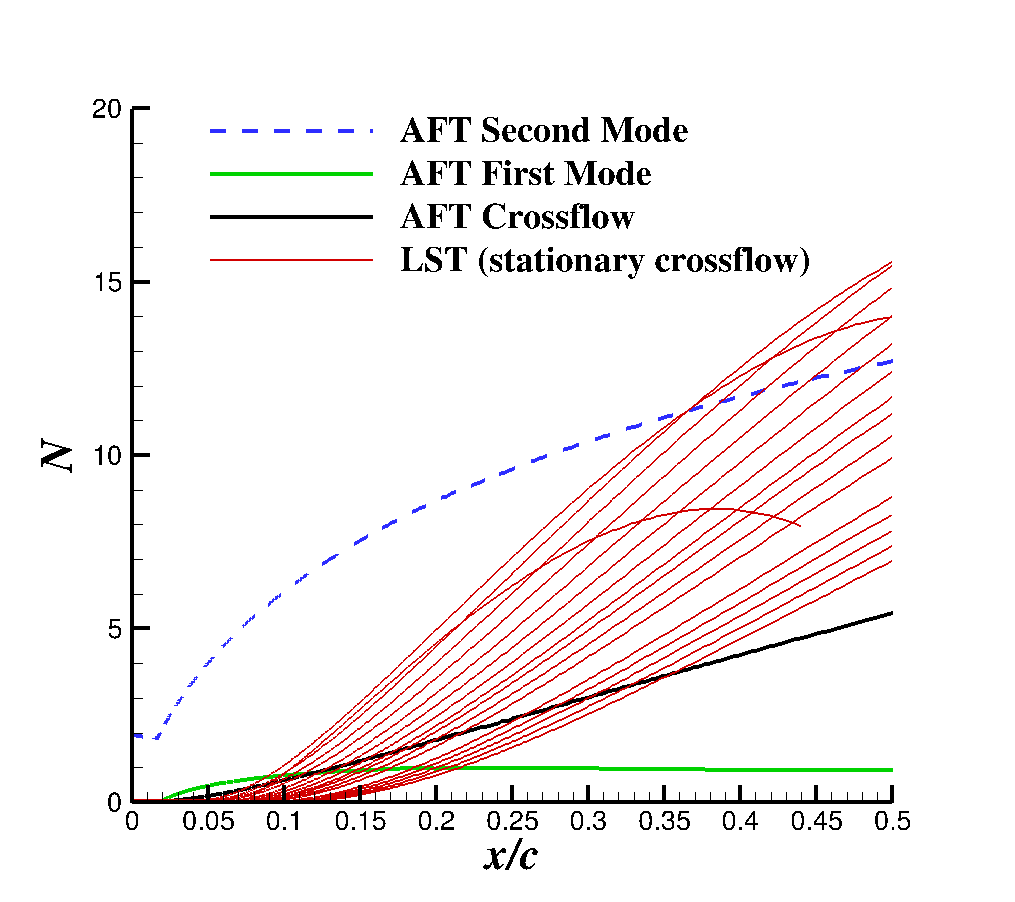 20
AFT Second Mode
AFT First Mode
AFT Crossflow
LST (stationary crossflow)
15
N
10
5
0
0 0.05 0.1 0.15 0.2 0.25 0.3 0.35 0.4 0.45 0.5
x/c